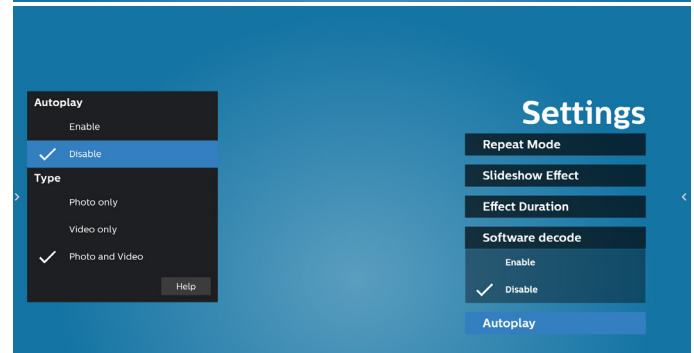 Autoplay
Enable
Disable
Type
Photo only
Video only
Photo and Video
Help
Settings
Repeat Mode
Slideshow Effect
Effect Duration
Software decode
Enable
Disable
Autoplay